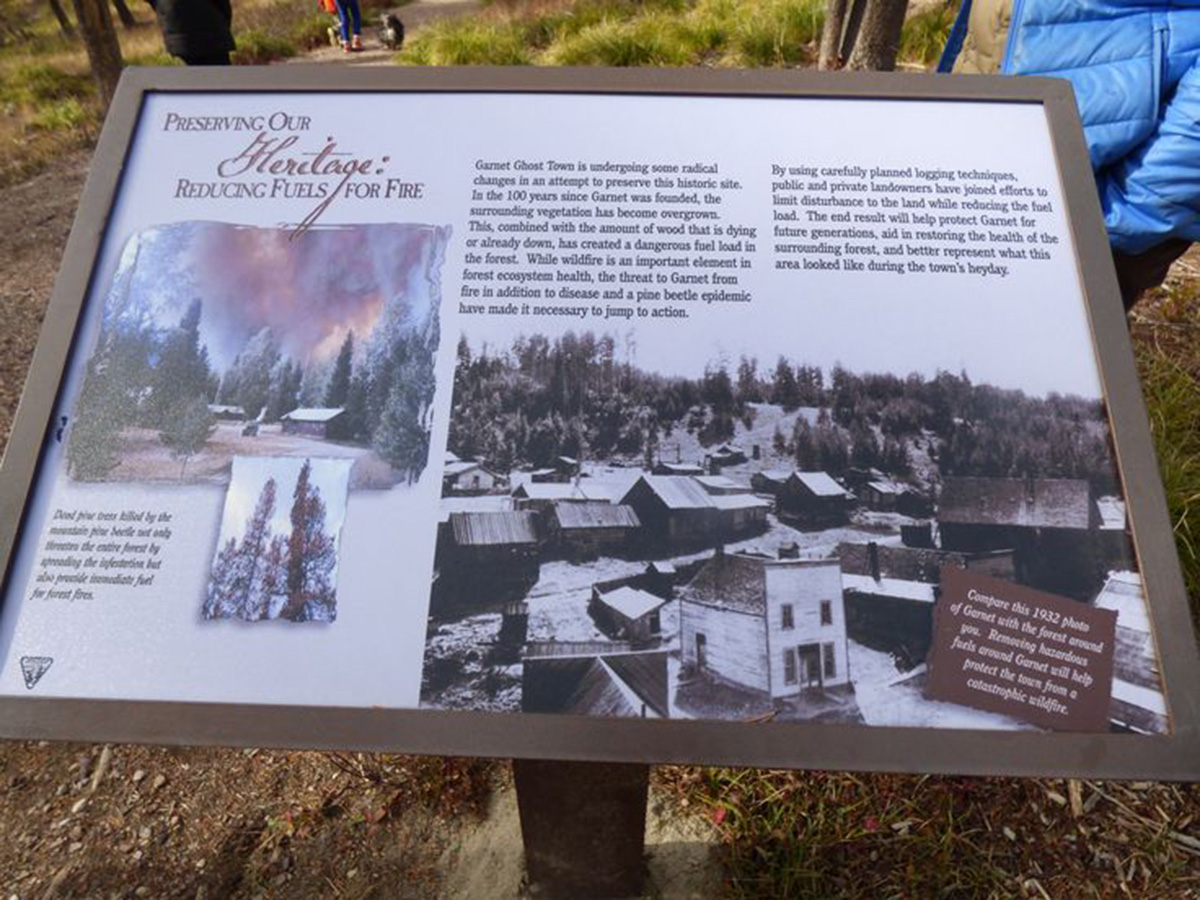 PRESERVING OUR
Heritage:
REDUCING FUELS FOR FIRE
Garnet Ghost Town is undergoing some radical
changes in an attempt to preserve this historic site.
In the 100 years since Garnet was founded, the
surrounding vegetation has become overgrown.
This, combined with the amount of wood that is dying
or already down, has created a dangerous fuel load in
the forest. While wildfire is an important element in
forest ecosystem health, the threat to Garnet from
fire in addition to disease and a pine beetle epidemic
have made it necessary to jump to action.
By using carefully planned logging techniques,
public and private landowners have joined efforts to
limit disturbance to the land while reducing the fuel
load. The end result will help protect Garnet for
future generations, aid in restoring the health of the
surrounding forest, and better represent what this
area looked like during the town's heyday.
Dead pine trees killed by the
mountain pine beetle not only
threaten the entire forest by
spreading the infestation but
also provide immediate fuel
for forest fires.
Compare this 1932 photo
of Garnet with the forest around
you. Removing hazardous
fuels around Garnet will help
protect the town from a
catastrophic wildfire.